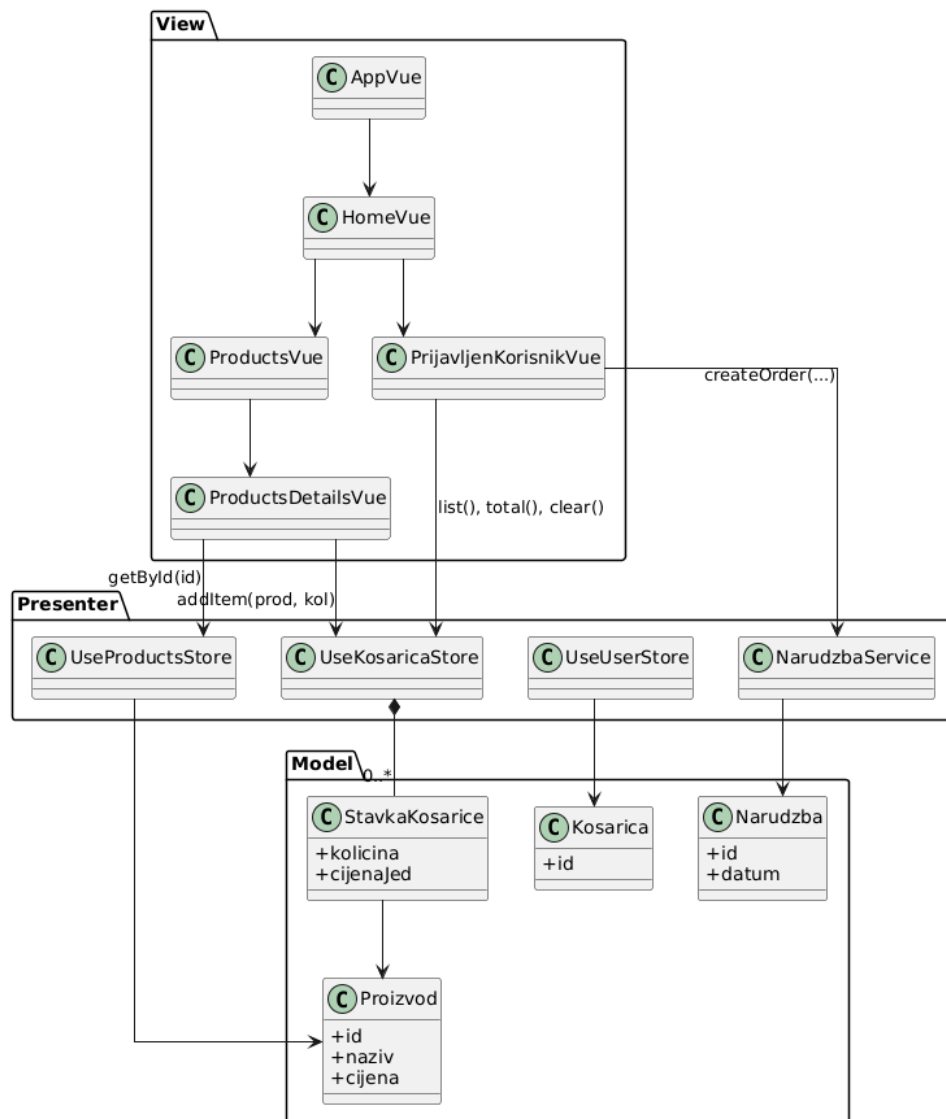 View
C AppVue
C HomeVue
C ProductsVue
C PrijavljenKorisnikVue
createOrder(...)
C ProductsDetailsVue
list(), total(), clear()
getById(id)
addItem(prod, kol)
Presenter
C UseProductsStore
C UseKosaricaStore
C UseUserStore
C NarudzbaService
Model
0..*
C StavkaKosarice
+kolicina
+cijenaJed
C Kosarica
+id
C Narudzba
+id
+datum
C Proizvod
+id
+naziv
+cijena